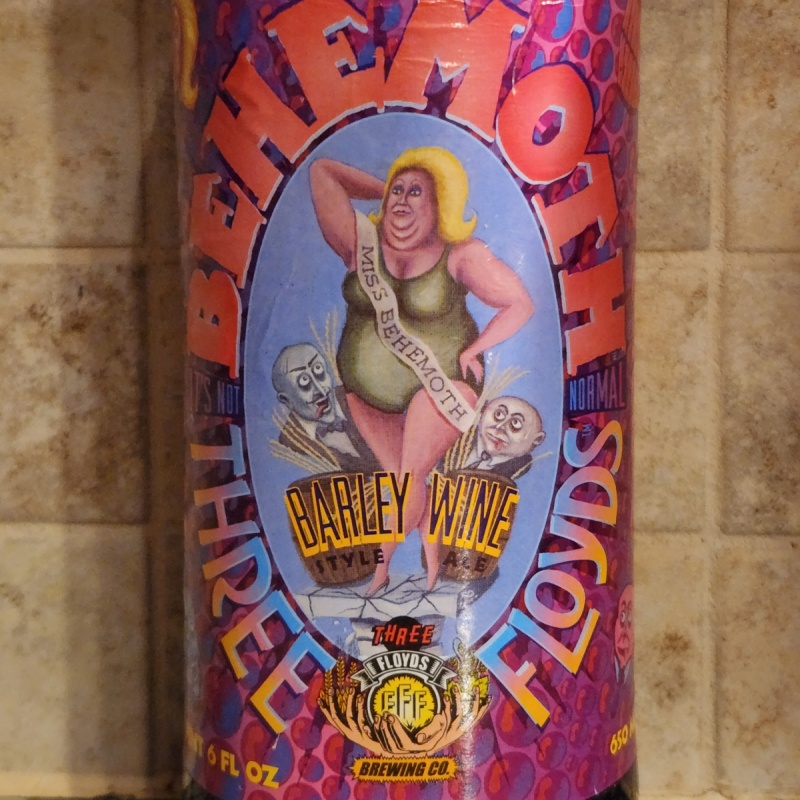 BEHEMOTH
MISS BEHEMOTH
IT'S NOT NORMAL
BARLEY WINE
STYLE ALE
THREE FLOYDS
THREE
FLOYDS
FFF
BREWING CO.
6 FL OZ
650